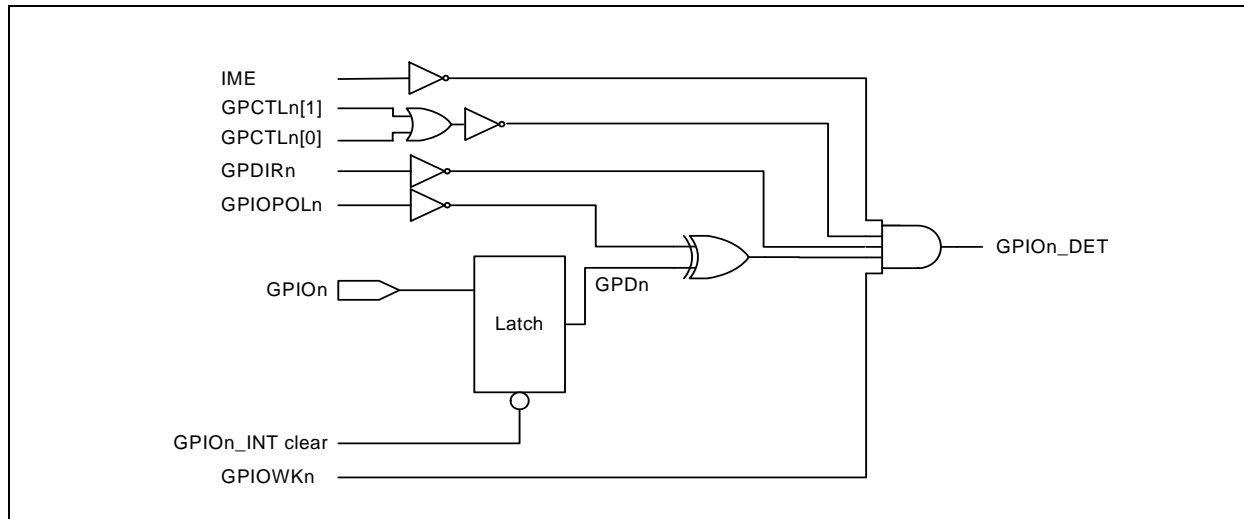 IME
GPCTLn[1]
GPCTLn[0]
GPDIRn
GPIOPOLn
GPIOn_DET
GPIOn
GPDn
Latch
GPIOn_INT clear
GPIOWKn